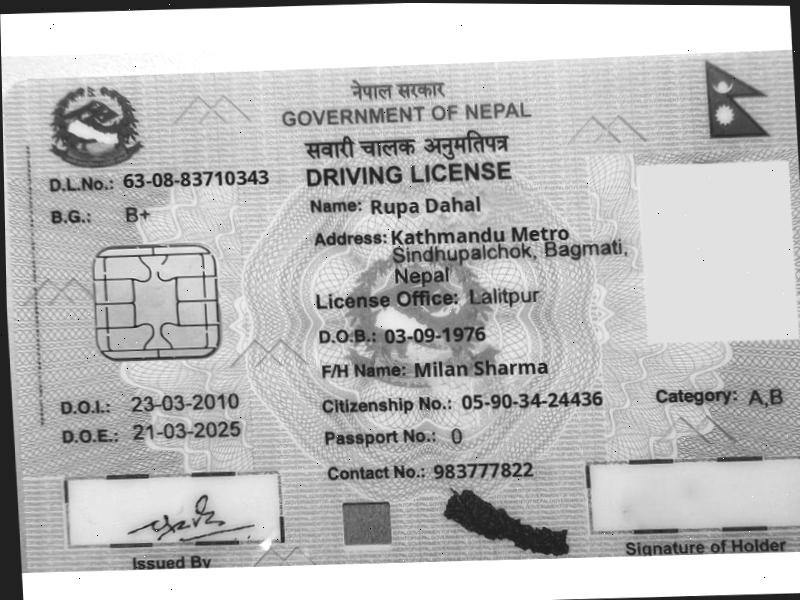 नेपाल सरकार
GOVERNMENT OF NEPAL
सवारी चालक अनुमतिपत्र
DRIVING LICENSE
D.L.No.: 63-08-83710343
B.G.: B+
Name: Rupa Dahal
Address: Kathmandu Metro
Sindhupalchok, Bagmati,
Nepal
License Office: Lalitpur
D.O.B.: 03-09-1976
F/H Name: Milan Sharma
D.O.I.: 23-03-2010
Citizenship No.: 05-90-34-24436
Category: A,B
D.O.E.: 21-03-2025
Passport No.: 0
Contact No.: 983777822
Issued By
Signature of Holder